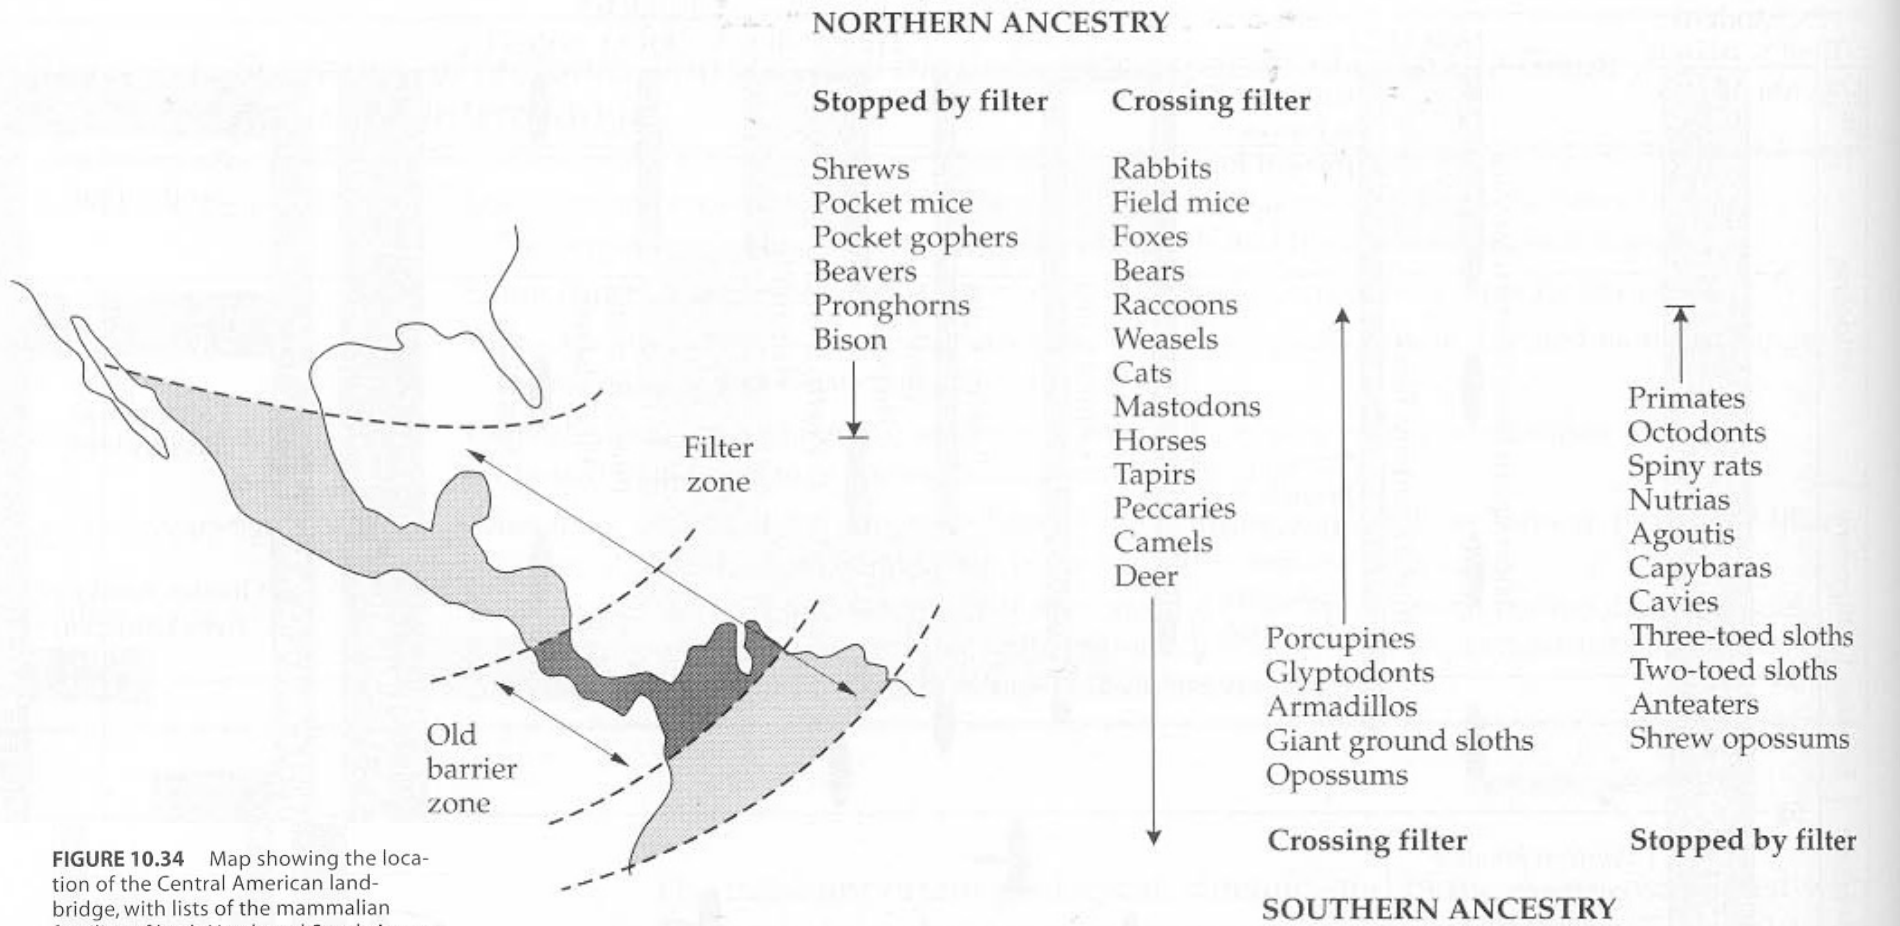 NORTHERN ANCESTRY
Stopped by filter
Shrews
Pocket mice
Pocket gophers
Beavers
Pronghorns
Bison
Crossing filter
Rabbits
Field mice
Foxes
Bears
Raccoons
Weasels
Cats
Mastodons
Horses
Tapirs
Peccaries
Camels
Deer
Filter
zone
Old
barrier
zone
Porcupines
Glyptodonts
Armadillos
Giant ground sloths
Opossums
Crossing filter
Primates
Octodonts
Spiny rats
Nutrias
Agoutis
Capybaras
Cavies
Three-toed sloths
Two-toed sloths
Anteaters
Shrew opossums
Stopped by filter
SOUTHERN ANCESTRY
FIGURE 10.34 Map showing the loca-
tion of the Central American land-
bridge, with lists of the mammalian